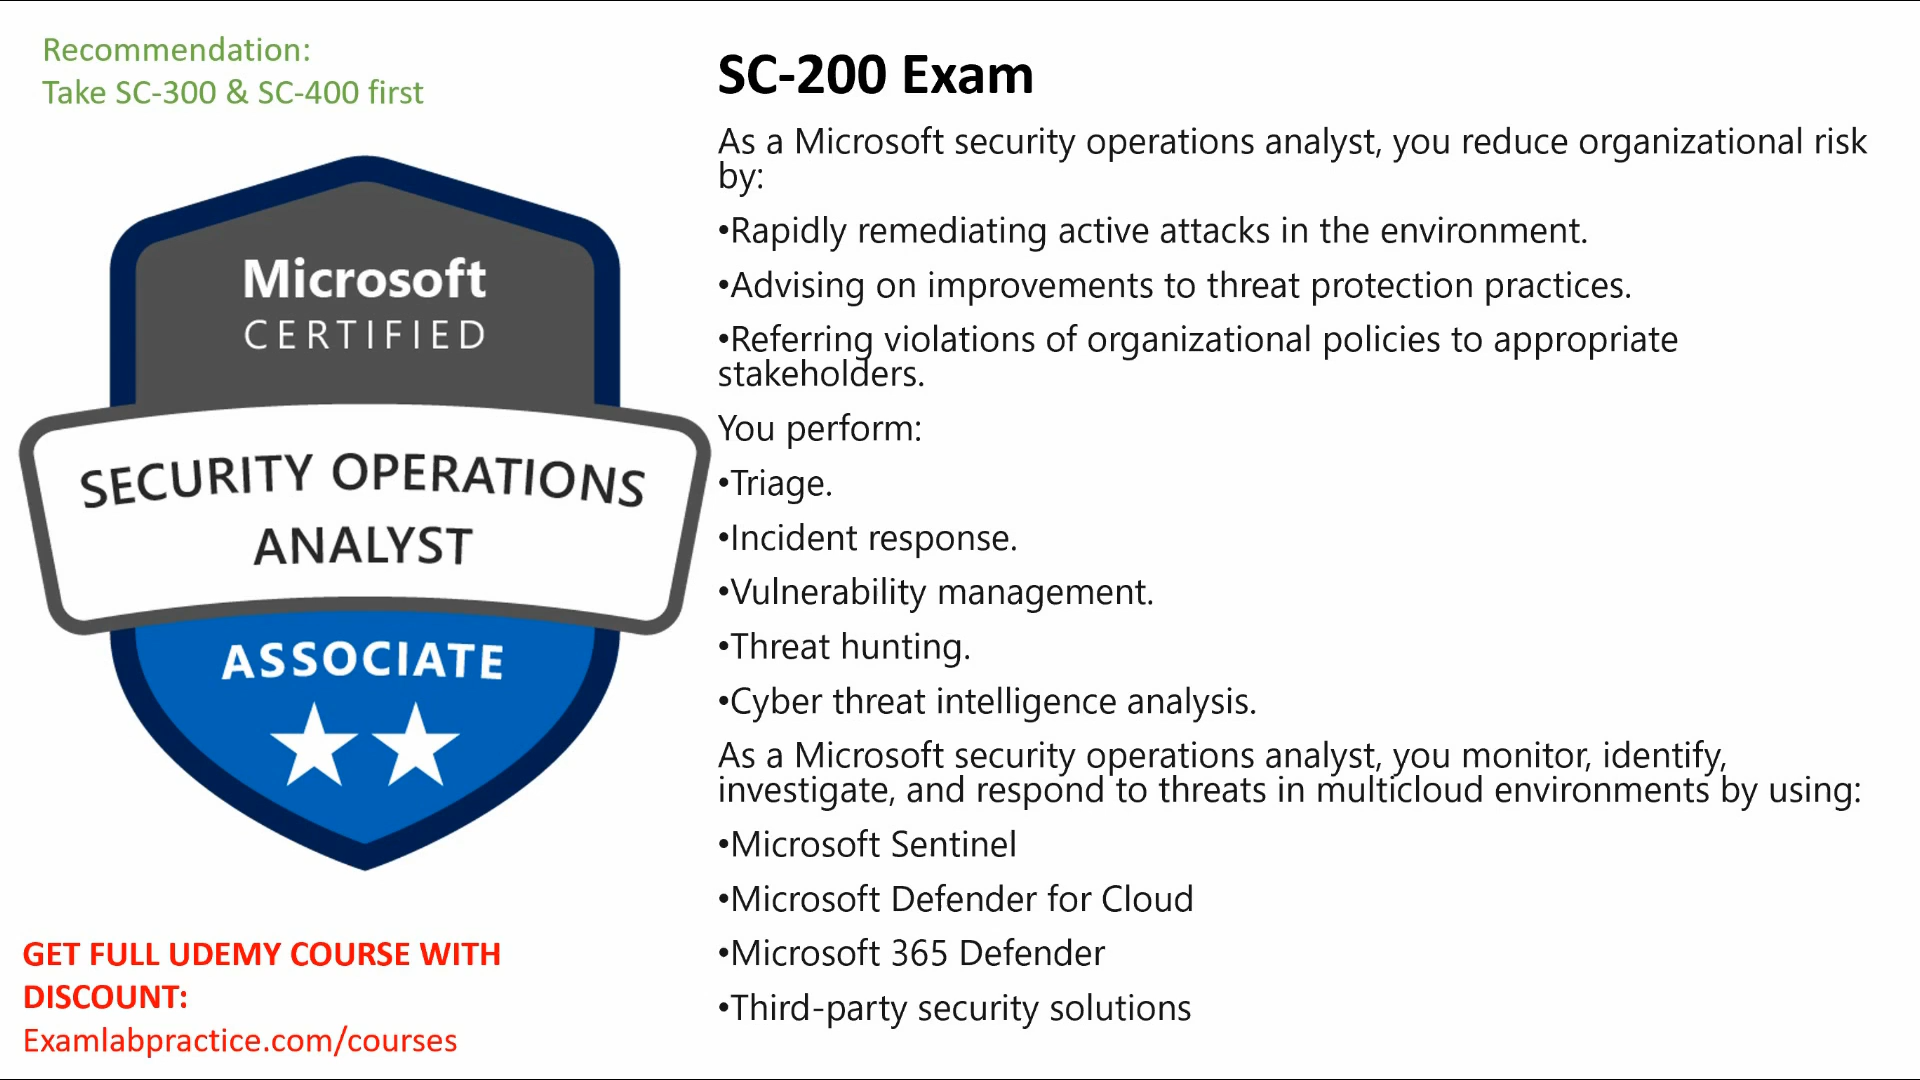 Recommendation:
Take SC-300 & SC-400 first
Microsoft
CERTIFIED
SECURITY OPERATIONS
ANALYST
ASSOCIATE
GET FULL UDEMY COURSE WITH
DISCOUNT:
Examlabpractice.com/courses
SC-200 Exam
As a Microsoft security operations analyst, you reduce organizational risk
by:
•Rapidly remediating active attacks in the environment.
•Advising on improvements to threat protection practices.
•Referring violations of organizational policies to appropriate
stakeholders.
You perform:
•Triage.
•Incident response.
•Vulnerability management.
•Threat hunting.
•Cyber threat intelligence analysis.
As a Microsoft security operations analyst, you monitor, identify,
investigate, and respond to threats in multicloud environments by using:
•Microsoft Sentinel
•Microsoft Defender for Cloud
•Microsoft 365 Defender
•Third-party security solutions